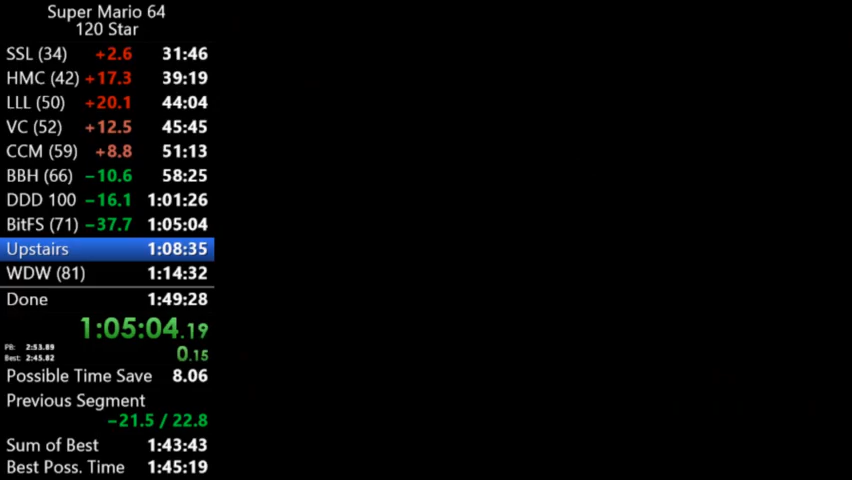 Super Mario 64
120 Star
SSL (34) +2.6 31:46
HMC (42) +17.3 39:19
LLL (50) +20.1 44:04
VC (52) +12.5 45:45
CCM (59) +8.8 51:13
BBH (66) −10.6 58:25
DDD 100 −16.1 1:01:26
BitFS (71) −37.7 1:05:04
Upstairs 1:08:35
WDW (81) 1:14:32
Done 1:49:28
1:05:04.19
PB: 2:53.89
Best: 2:45.82 0.15
Possible Time Save 8.06
Previous Segment
−21.5 / 22.8
Sum of Best 1:43:43
Best Poss. Time 1:45:19